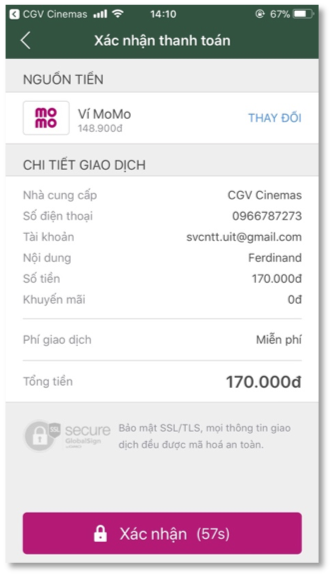 CGV Cinemas 14:10 67%
Xác nhận thanh toán
NGUỒN TIỀN
mo
mo
Ví MoMo
148.900đ
THAY ĐỔI
CHI TIẾT GIAO DỊCH
Nhà cung cấp CGV Cinemas
Số điện thoại 0966787273
Tài khoản svcntt.uit@gmail.com
Nội dung Ferdinand
Số tiền 170.000đ
Khuyến mãi 0đ
Phí giao dịch Miễn phí
Tổng tiền 170.000đ
SSL
secure
GlobalSign
Bảo mật SSL/TLS, mọi thông tin giao
dịch đều được mã hoá an toàn.
Xác nhận (57s)